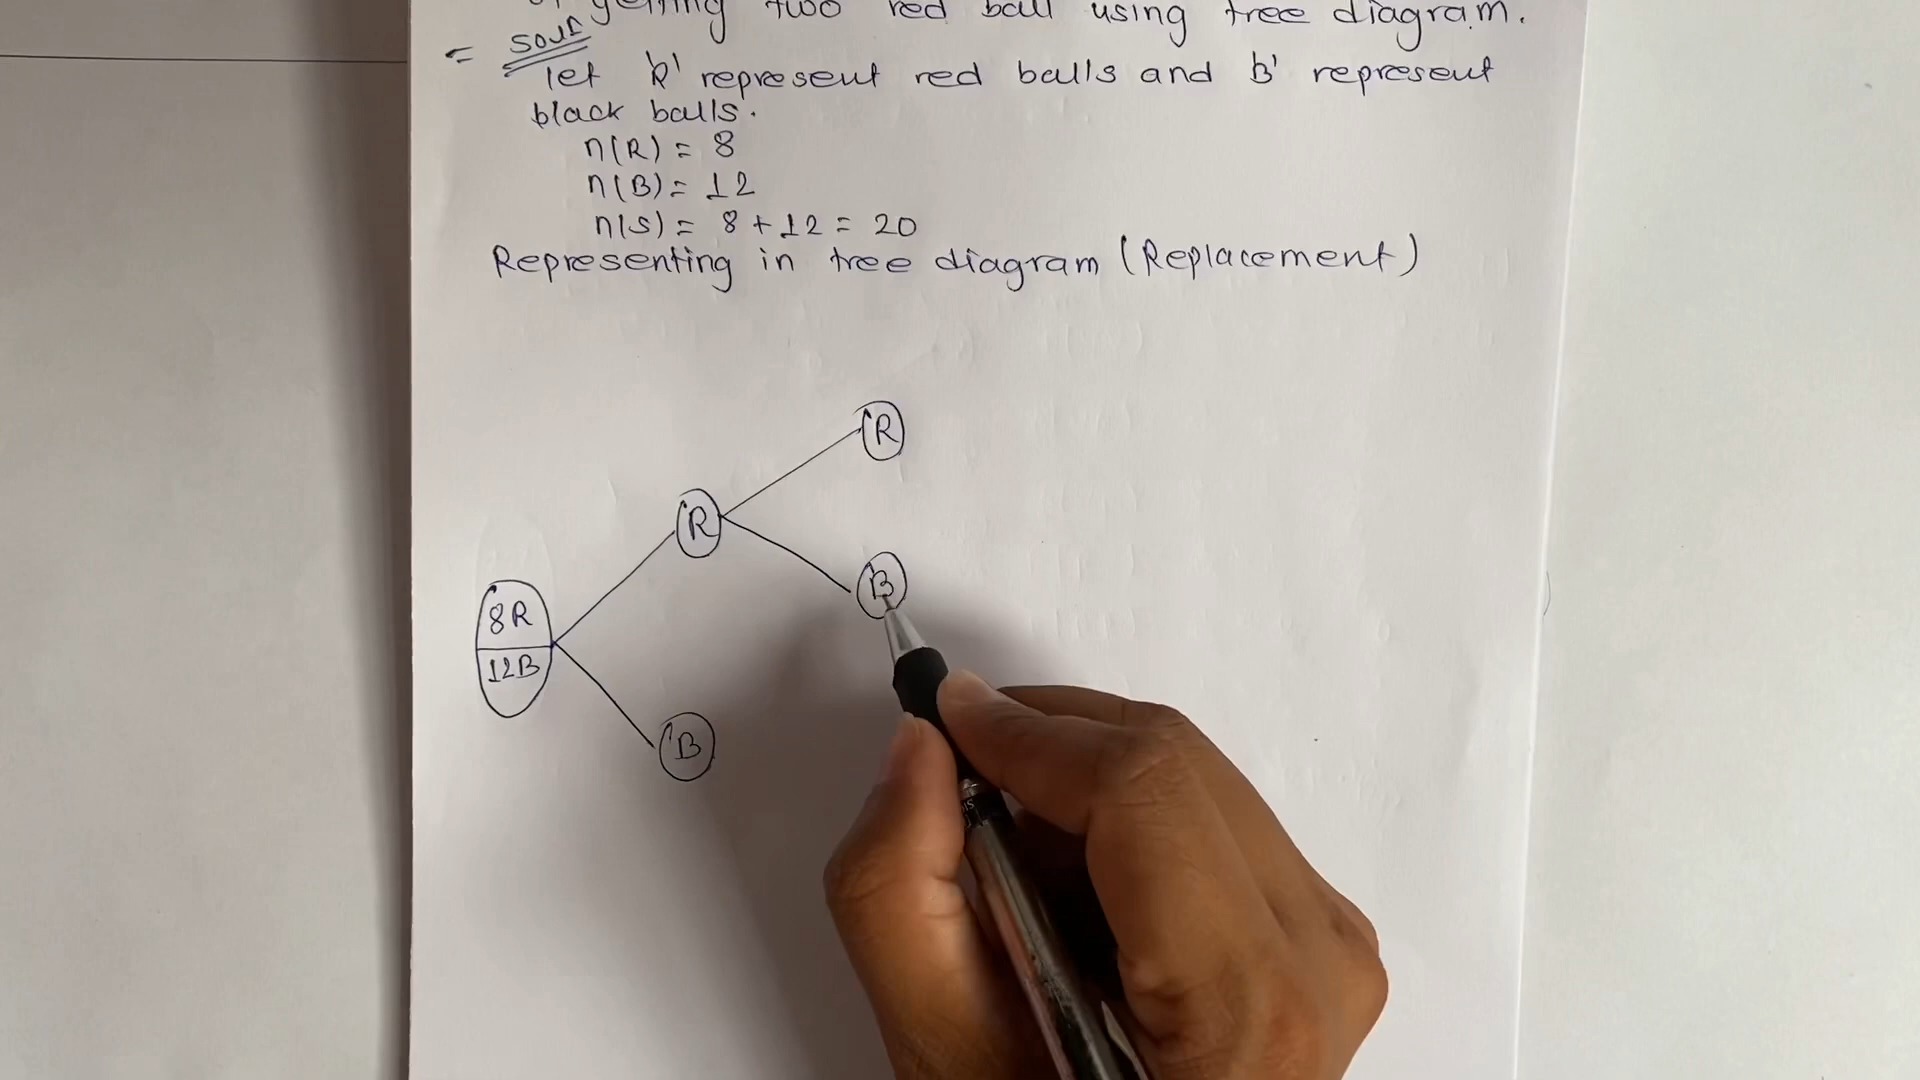 of getting two red ball using tree diagram.
= soln
let 'R' represent red balls and 'B' represent
black balls.
n(R) = 8
n(B) = 12
n(S) = 8 + 12 = 20
Representing in tree diagram (Replacement)
R
R
B
8R
12B
B